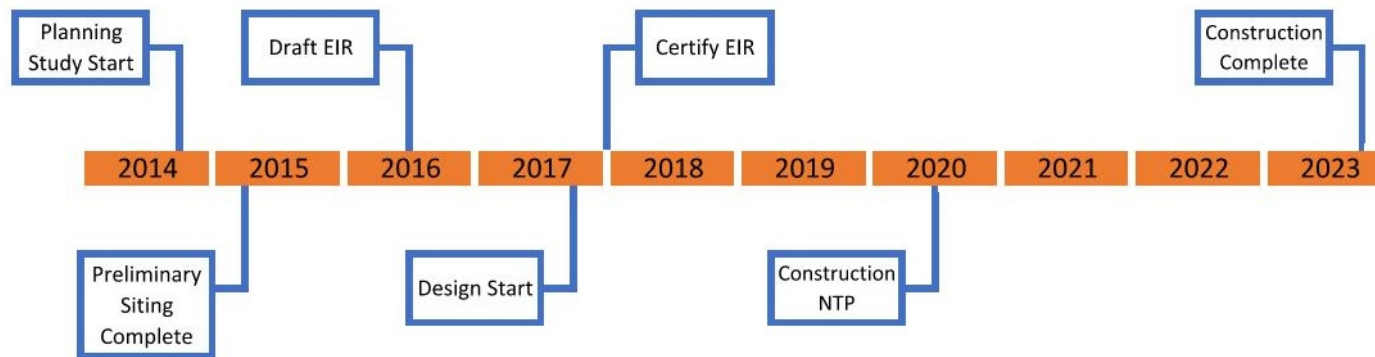 Planning
Study Start
Draft EIR
Certify EIR
Construction
Complete
2014 2015 2016 2017 2018 2019 2020 2021 2022 2023
Preliminary
Siting
Complete
Design Start
Construction
NTP